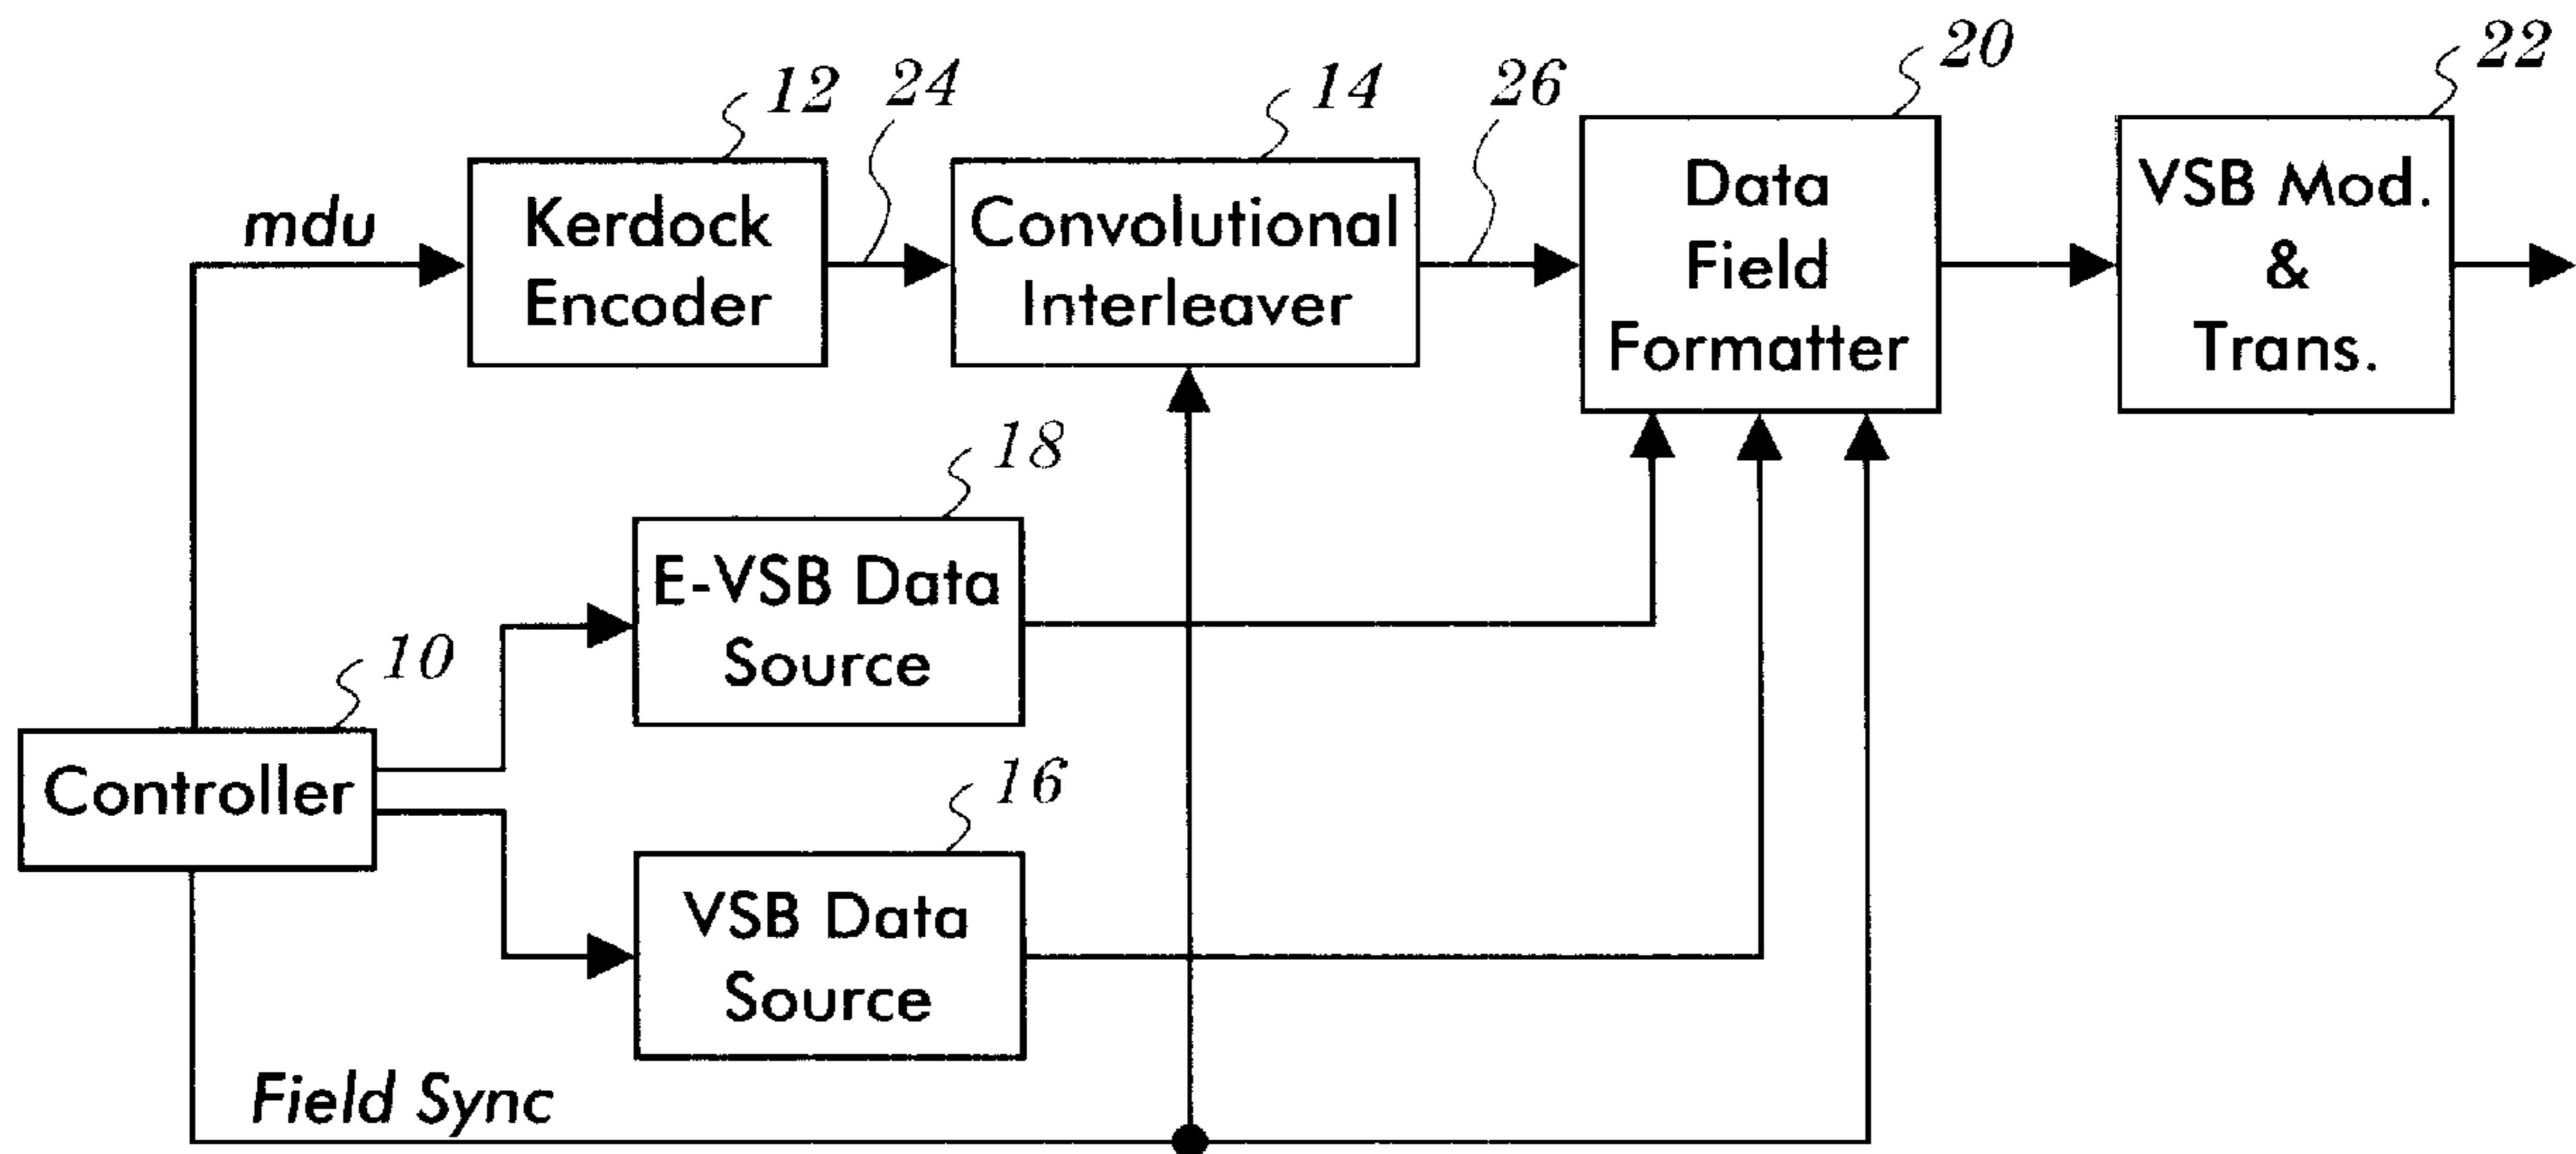 20
22
12
24
14
26
mdu
Kerdock
Encoder
Convolutional
Interleaver
Data
Field
Formatter
VSB Mod.
&
Trans.
18
E-VSB Data
Source
10
Controller
16
VSB Data
Source
Field Sync